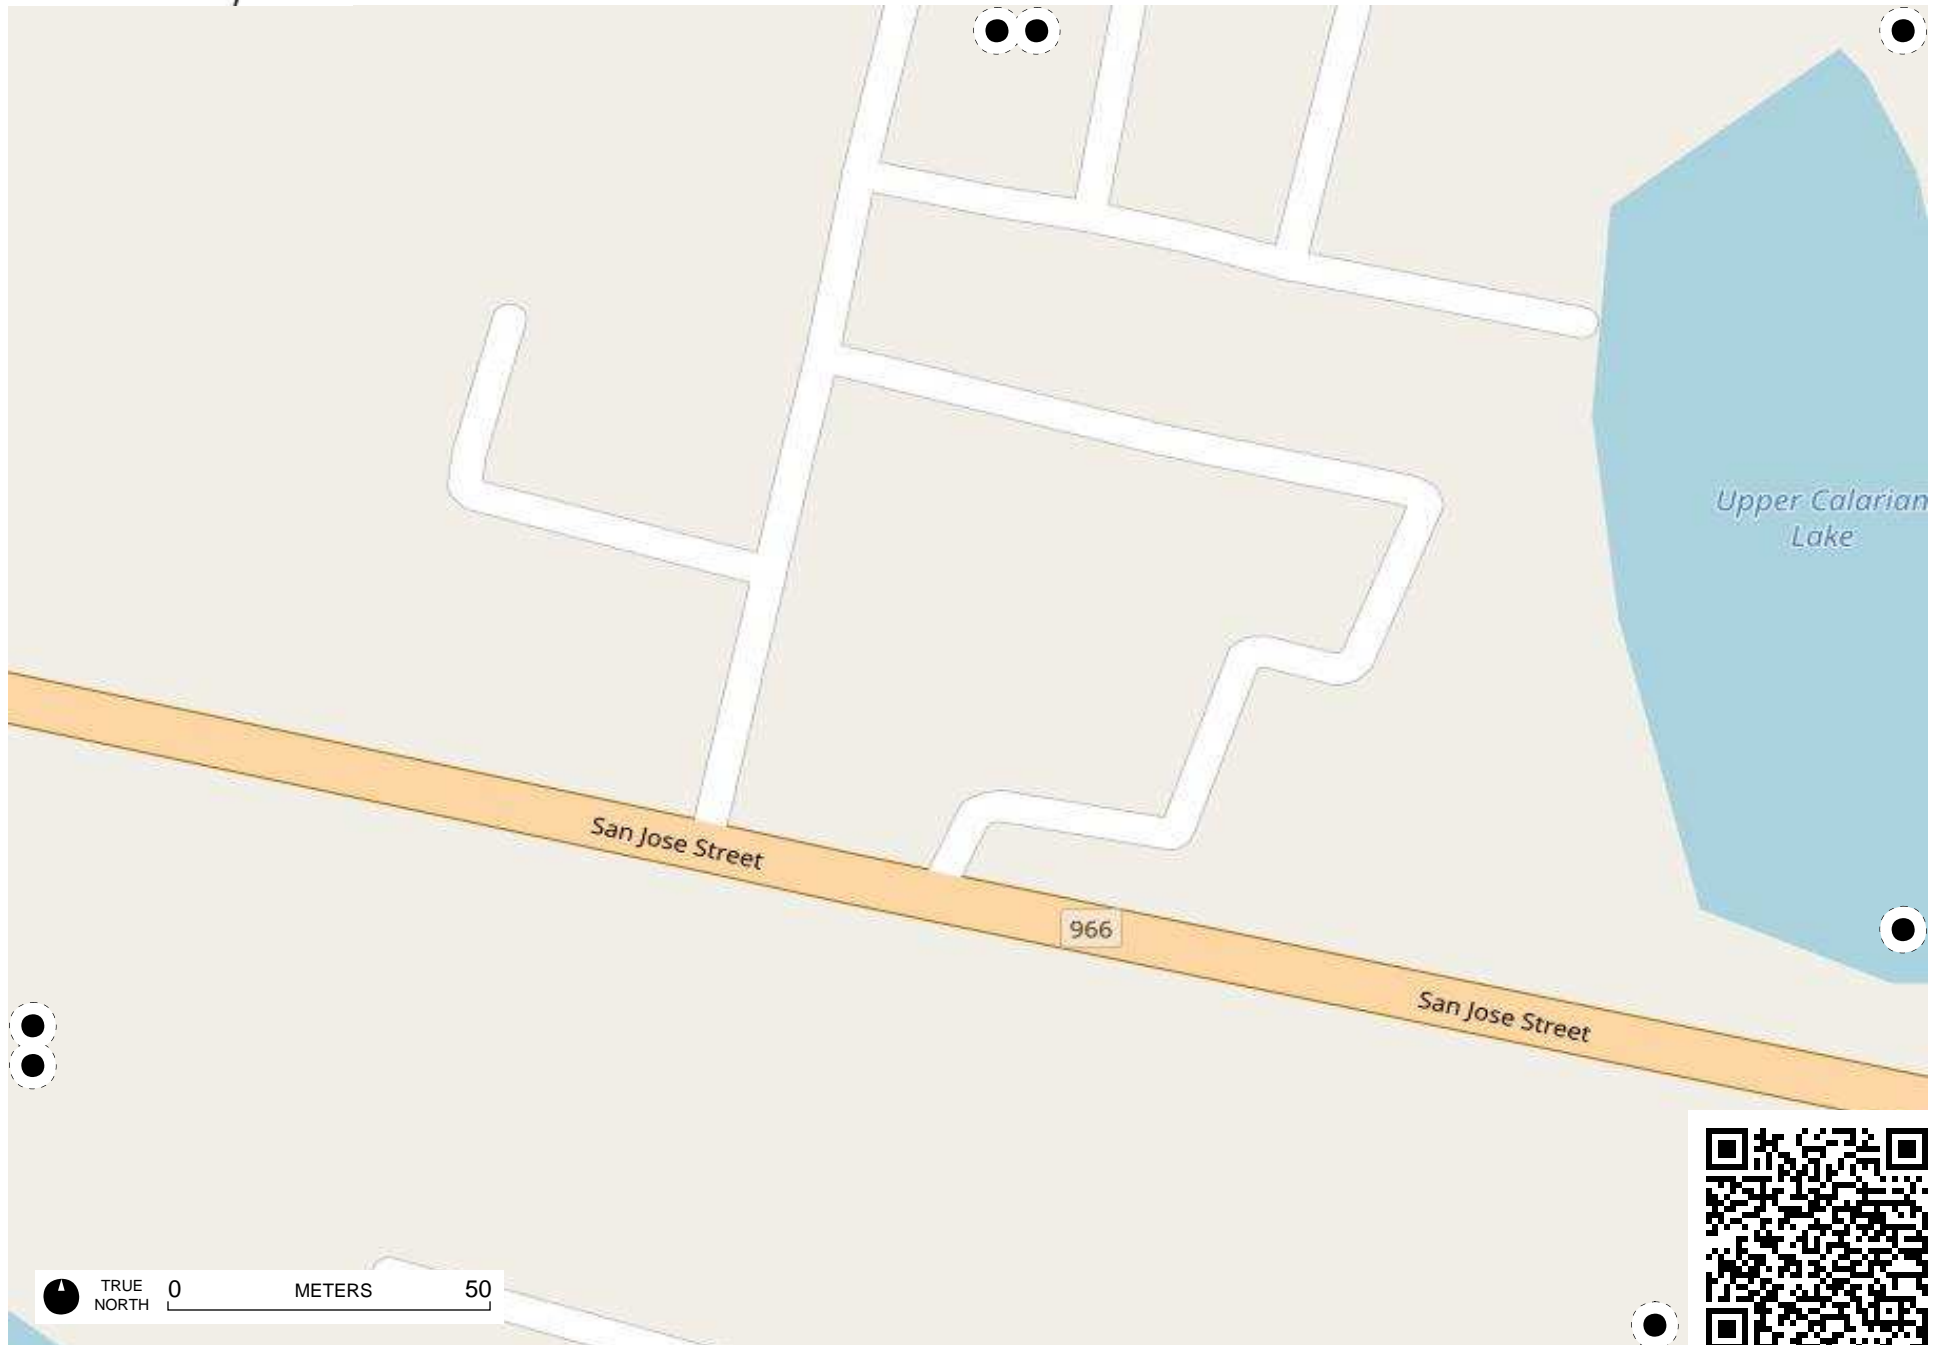 Upper Calarian
Lake
San Jose Street
966
San Jose Street
TRUE
NORTH
0 METERS 50